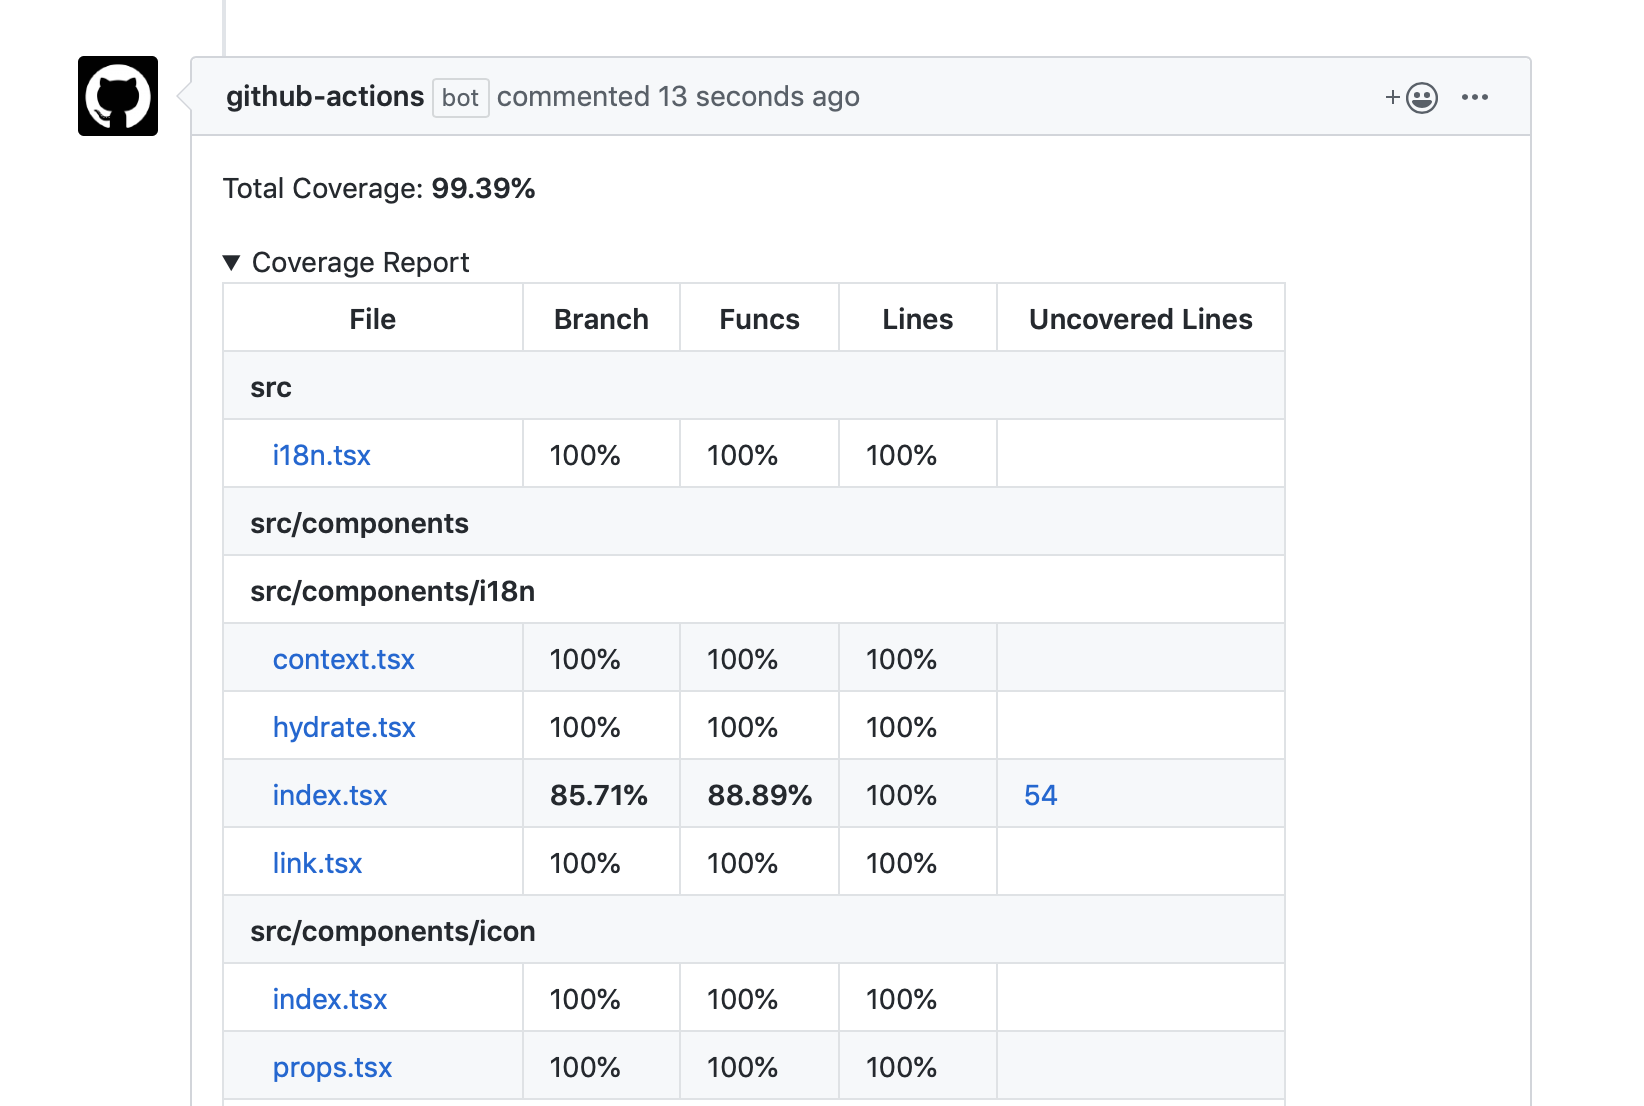 github-actions bot commented 13 seconds ago
Total Coverage: 99.39%
▼ Coverage Report
File Branch Funcs Lines Uncovered Lines
src
i18n.tsx 100% 100% 100%
src/components
src/components/i18n
context.tsx 100% 100% 100%
hydrate.tsx 100% 100% 100%
index.tsx 85.71% 88.89% 100% 54
link.tsx 100% 100% 100%
src/components/icon
index.tsx 100% 100% 100%
props.tsx 100% 100% 100%